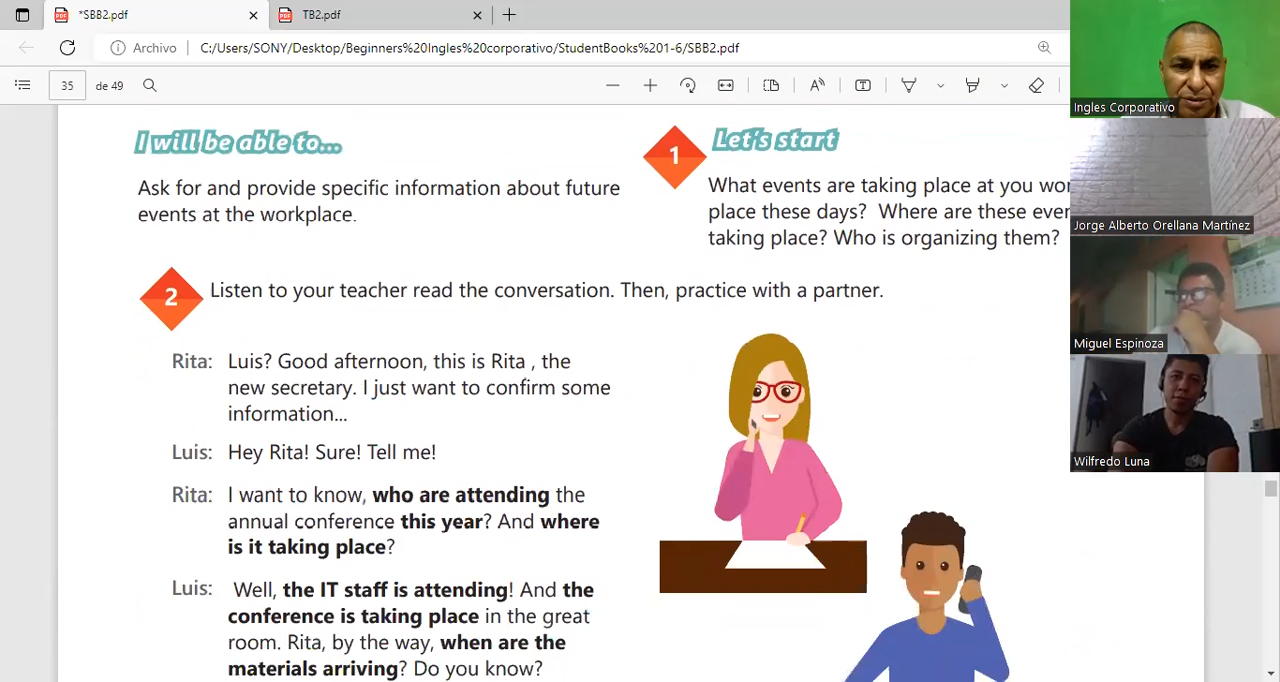 *SBB2.pdf
TB2.pdf
Archivo
C:/Users/SONY/Desktop/Beginners%20Ingles%20corporativo/StudentBooks%201-6/SBB2.pdf
35
de 49
I will be able to...
Ask for and provide specific information about future
events at the workplace.
1
Let's start
What events are taking place at you wor
place these days? Where are these ever
taking place? Who is organizing them?
2
Listen to your teacher read the conversation. Then, practice with a partner.
Rita: Luis? Good afternoon, this is Rita , the
new secretary. I just want to confirm some
information...
Luis: Hey Rita! Sure! Tell me!
Rita: I want to know, who are attending the
annual conference this year? And where
is it taking place?
Luis: Well, the IT staff is attending! And the
conference is taking place in the great
room. Rita, by the way, when are the
materials arriving? Do you know?
Ingles Corporativo
Jorge Alberto Orellana Martínez
Miguel Espinoza
Wilfredo Luna